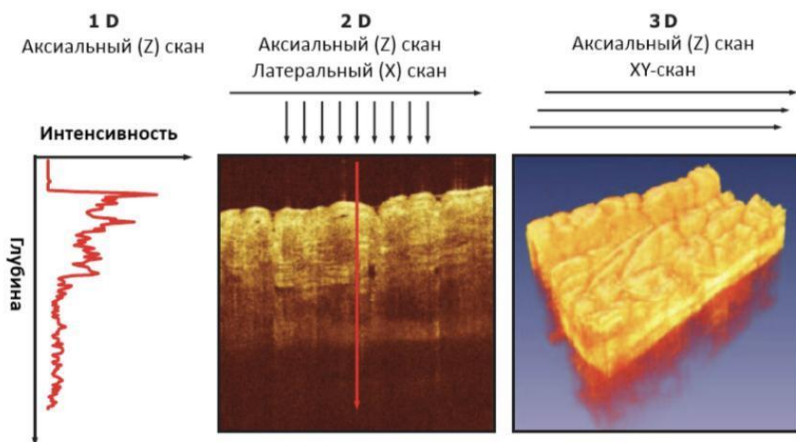 1 D
Аксиальный (Z) скан
Интенсивность
Глубина
2 D
Аксиальный (Z) скан
Латеральный (X) скан
3 D
Аксиальный (Z) скан
XY-скан